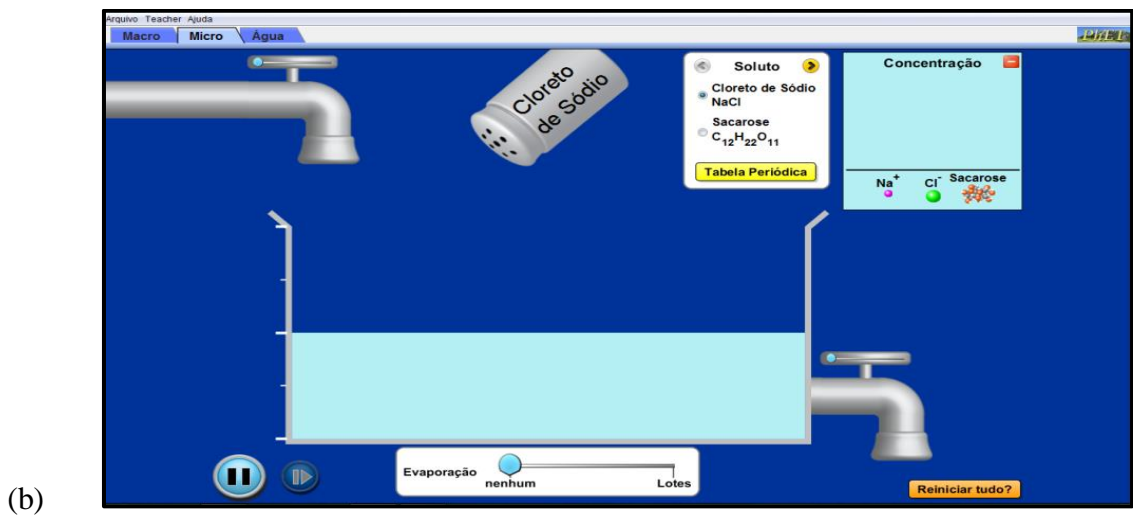 Arquivo Teacher Ajuda
Macro Micro Água
PhET
Cloreto
de Sódio
Soluto
Cloreto de Sódio
NaCl
Sacarose
C12H22O11
Tabela Periódica
Concentração
Na+ Cl- Sacarose
Evaporação
nenhum Lotes
Reiniciar tudo?
(b)